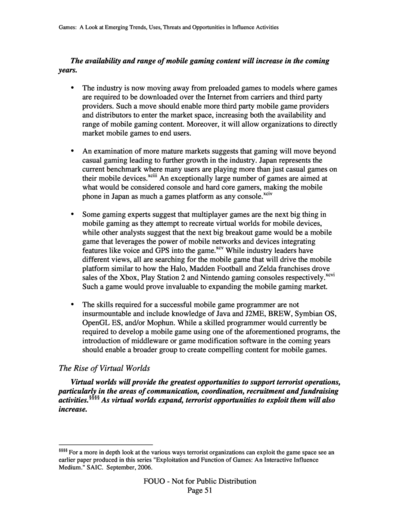 Games: A Look at Emerging Trends, Uses, Threats and Opportunities in Influence Activities
The availability and range of mobile gaming content will increase in the coming
years.
• The industry is now moving away from preloaded games to models where games
are required to be downloaded over the Internet from carriers and third party
providers. Such a move should enable more third party mobile game providers
and distributors to enter the market space, increasing both the availability and
range of mobile gaming content. Moreover, it will allow organizations to directly
market mobile games to end users.
• An examination of more mature markets suggests that gaming will move beyond
casual gaming leading to further growth in the industry. Japan represents the
current benchmark where many users are playing more than just casual games on
their mobile devices.xciii An exceptionally large number of games are aimed at
what would be considered console and hard core gamers, making the mobile
phone in Japan as much a games platform as any console.xciv
• Some gaming experts suggest that multiplayer games are the next big thing in
mobile gaming as they attempt to recreate virtual worlds for mobile devices,
while other analysts suggest that the next big breakout game would be a mobile
game that leverages the power of mobile networks and devices integrating
features like voice and GPS into the game.xcv While industry leaders have
different views, all are searching for the mobile game that will drive the mobile
platform similar to how the Halo, Madden Football and Zelda franchises drove
sales of the Xbox, Play Station 2 and Nintendo gaming consoles respectively.xcvi
Such a game would prove invaluable to expanding the mobile gaming market.
• The skills required for a successful mobile game programmer are not
insurmountable and include knowledge of Java and J2ME, BREW, Symbian OS,
OpenGL ES, and/or Mophun. While a skilled programmer would currently be
required to develop a mobile game using one of the aforementioned programs, the
introduction of middleware or game modification software in the coming years
should enable a broader group to create compelling content for mobile games.
The Rise of Virtual Worlds
Virtual worlds will provide the greatest opportunities to support terrorist operations,
particularly in the areas of communication, coordination, recruitment and fundraising
activities. As virtual worlds expand, terrorist opportunities to exploit them will also
increase.
For a more in depth look at the various ways terrorist organizations can exploit the game space see an
earlier paper produced in this series "Exploitation and Function of Games: An Interactive Influence
Medium." SAIC. September, 2006.
FOUO - Not for Public Distribution
Page 51